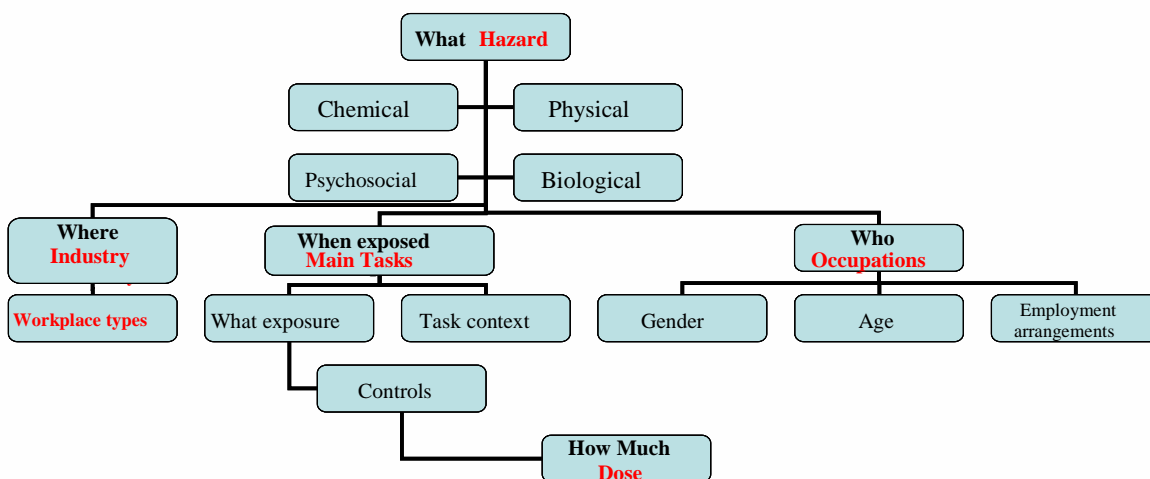 What Hazard
Chemical
Physical
Psychosocial
Biological
Where
Industry
When exposed
Main Tasks
Who
Occupations
Workplace types
What exposure
Task context
Gender
Age
Employment
arrangements
Controls
How Much
Dose